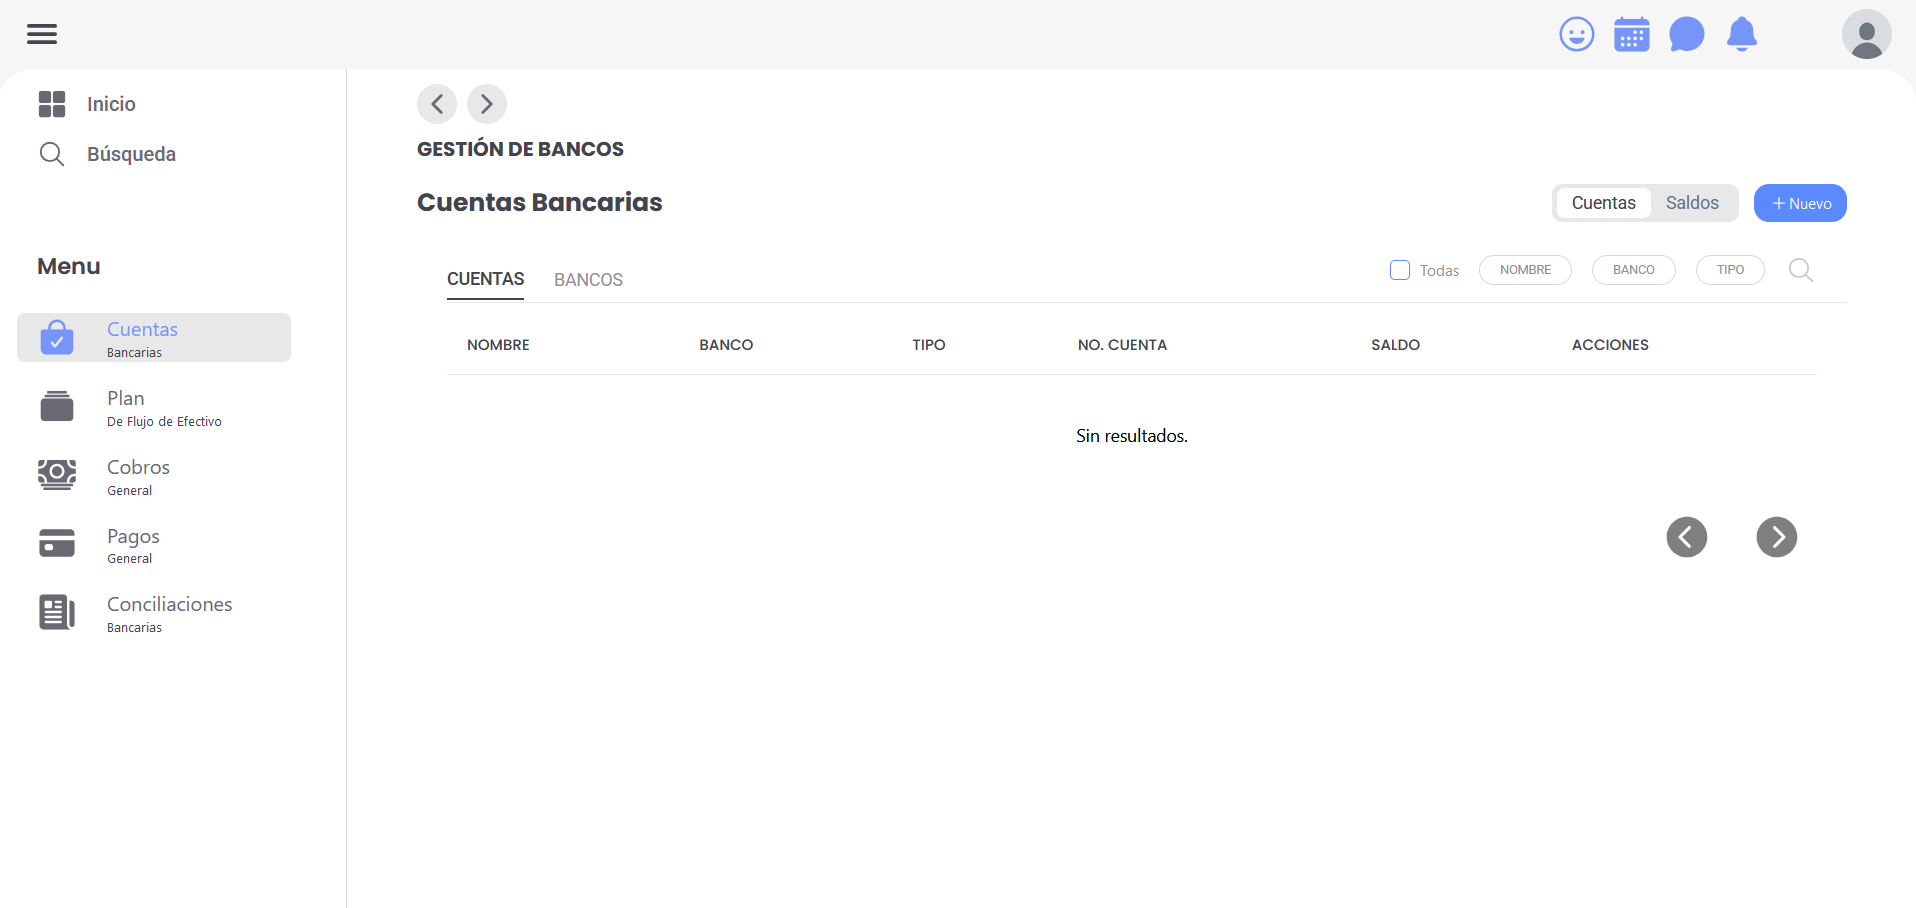 Inicio
Búsqueda
Menu
Cuentas
Bancarias
Plan
De Flujo de Efectivo
Cobros
General
Pagos
General
Conciliaciones
Bancarias
GESTIÓN DE BANCOS
Cuentas Bancarias
Cuentas Saldos + Nuevo
CUENTAS BANCOS
Todas NOMBRE BANCO TIPO
NOMBRE BANCO TIPO NO. CUENTA SALDO ACCIONES
Sin resultados.